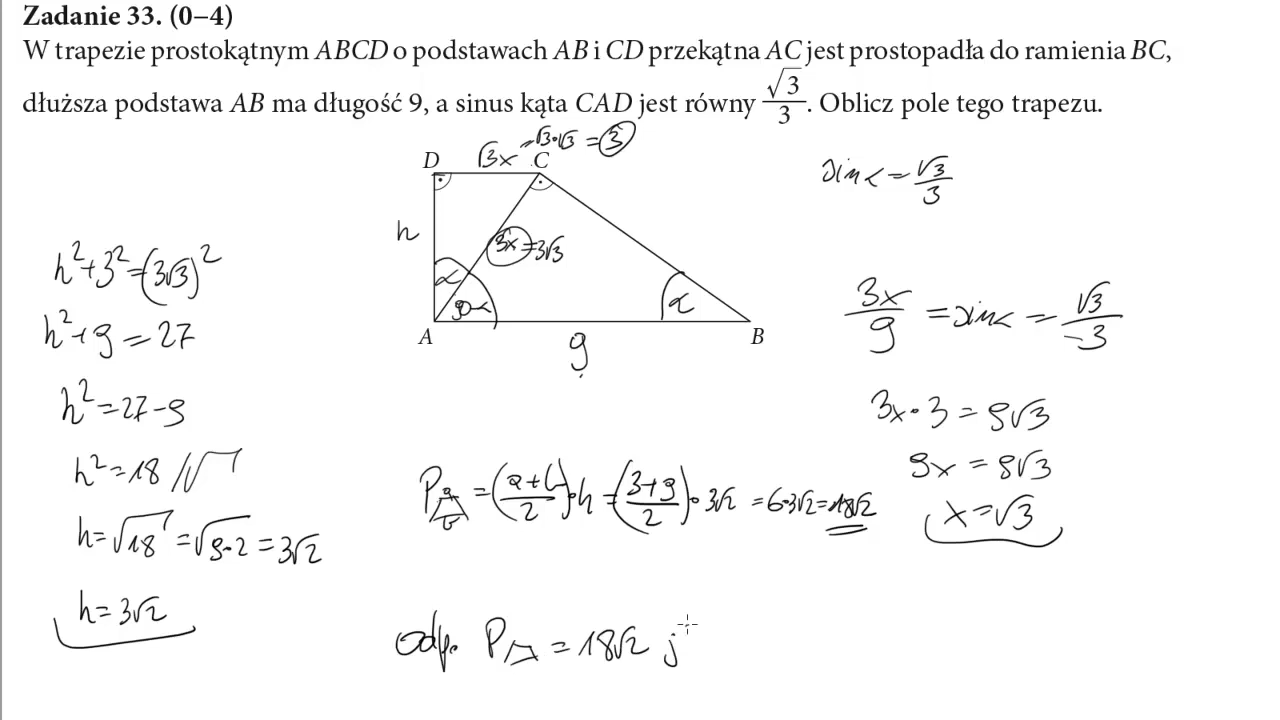 Zadanie 33. (0–4)
W trapezie prostokątnym ABCD o podstawach AB i CD przekątna AC jest prostopadła do ramienia BC,
dłuższa podstawa AB ma długość 9, a sinus kąta CAD jest równy √3/3. Oblicz pole tego trapezu.
D √3x = √3·√3 = 3 C
sin α = √3/3
h
3x = 3√3
α
90-α
α
A
9
B
h² + 3² = (3√3)²
h² + 9 = 27
h² = 27 - 9
h² = 18 /√
h = √18 = √9·2 = 3√2
h = 3√2
3x/9 = sin α = √3/3
3x · 3 = 9√3
9x = 9√3
x = √3
P = (a+b/2) · h = (3+9/2) · 3√2 = 6·3√2 = 18√2
odp. P = 18√2 j